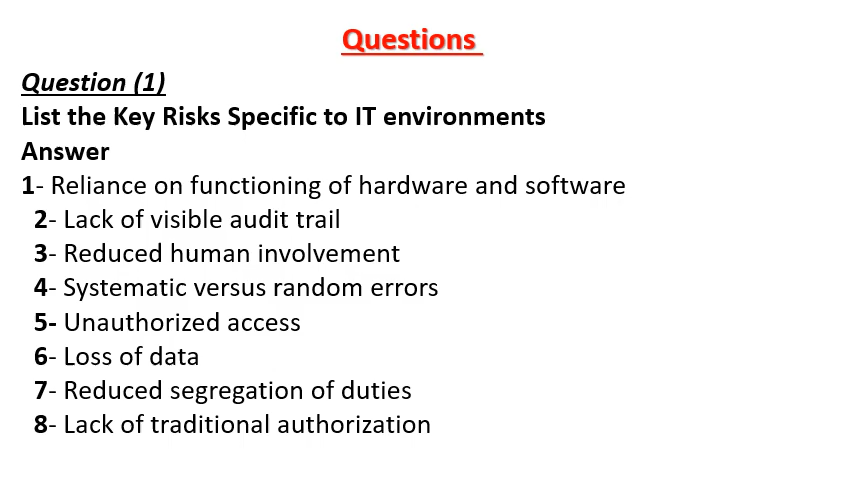 Questions
Question (1)
List the Key Risks Specific to IT environments
Answer
1- Reliance on functioning of hardware and software
2- Lack of visible audit trail
3- Reduced human involvement
4- Systematic versus random errors
5- Unauthorized access
6- Loss of data
7- Reduced segregation of duties
8- Lack of traditional authorization